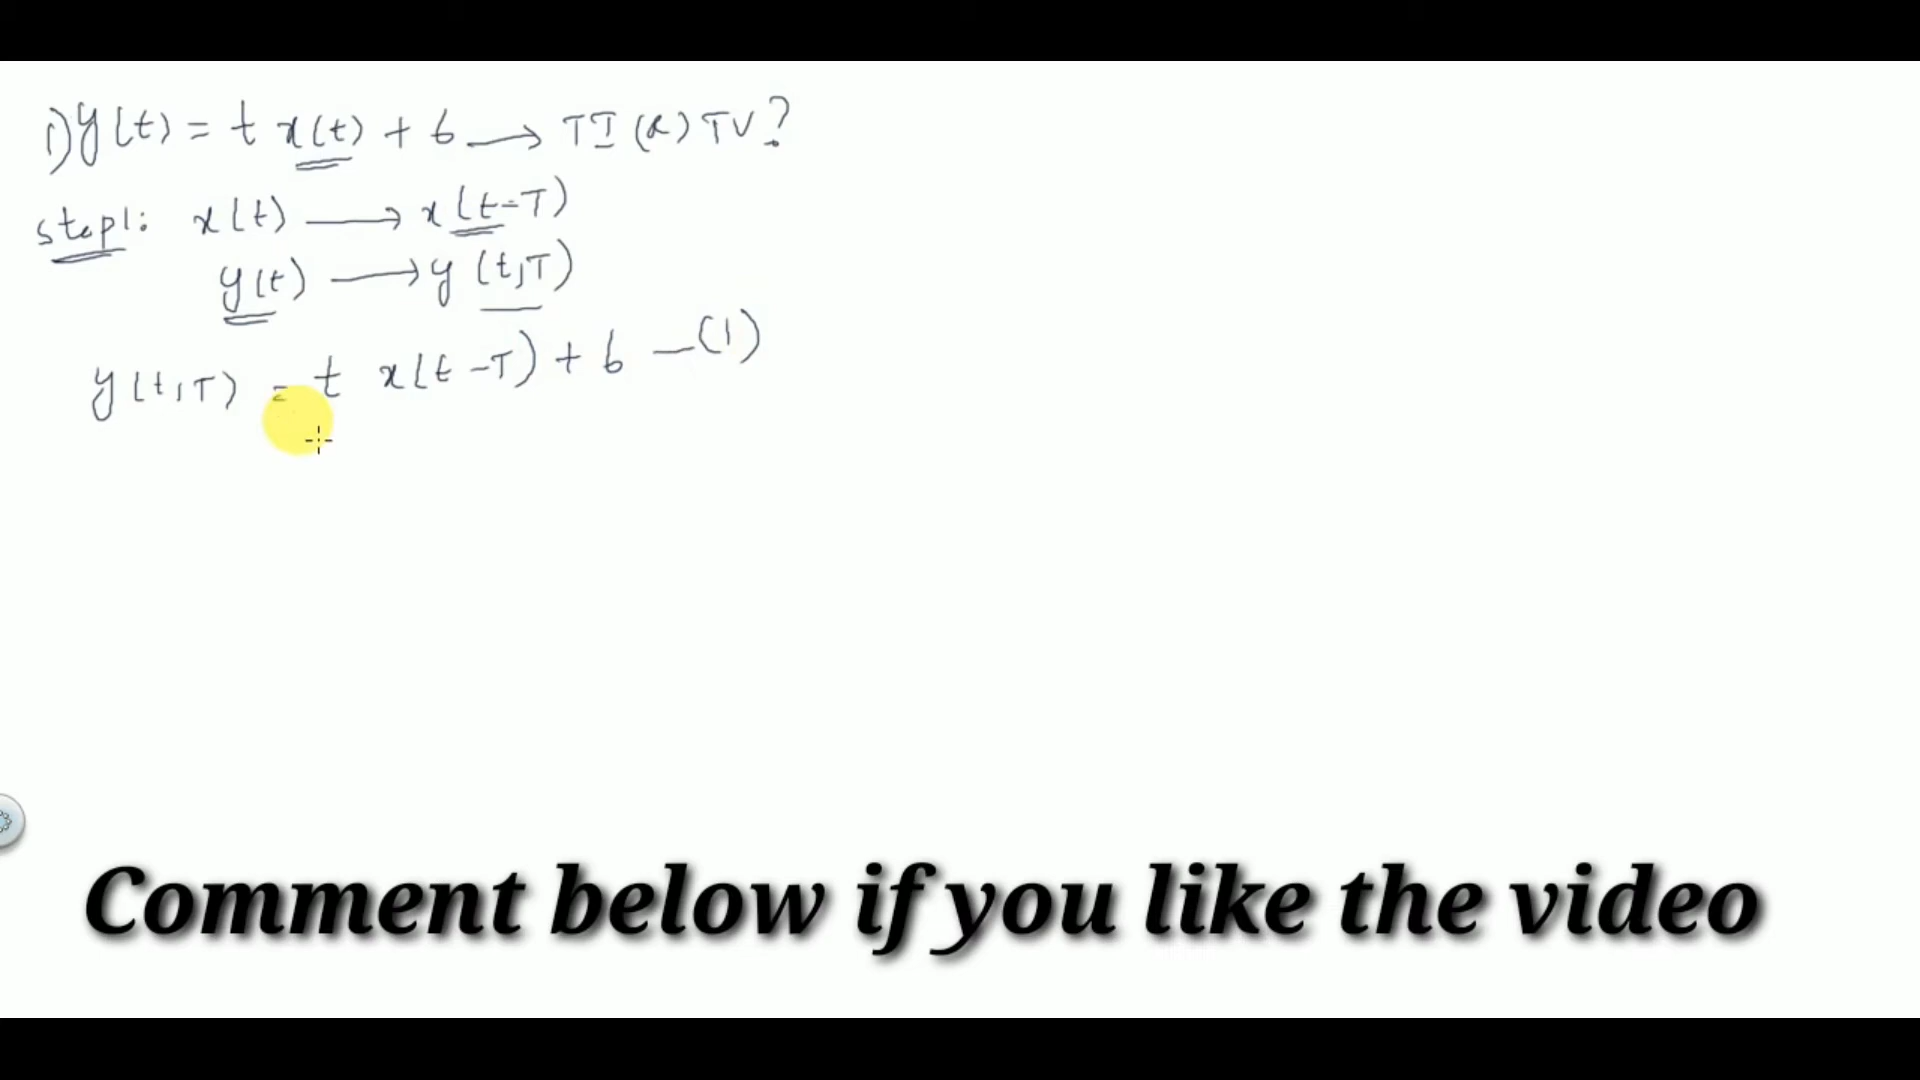 1) y(t) = t x(t) + 6 → TI (or) TV?
step1: x(t) → x(t-T)
y(t) → y(t,T)
y(t,T) = t x(t-T) + 6 -(1)
Comment below if you like the video